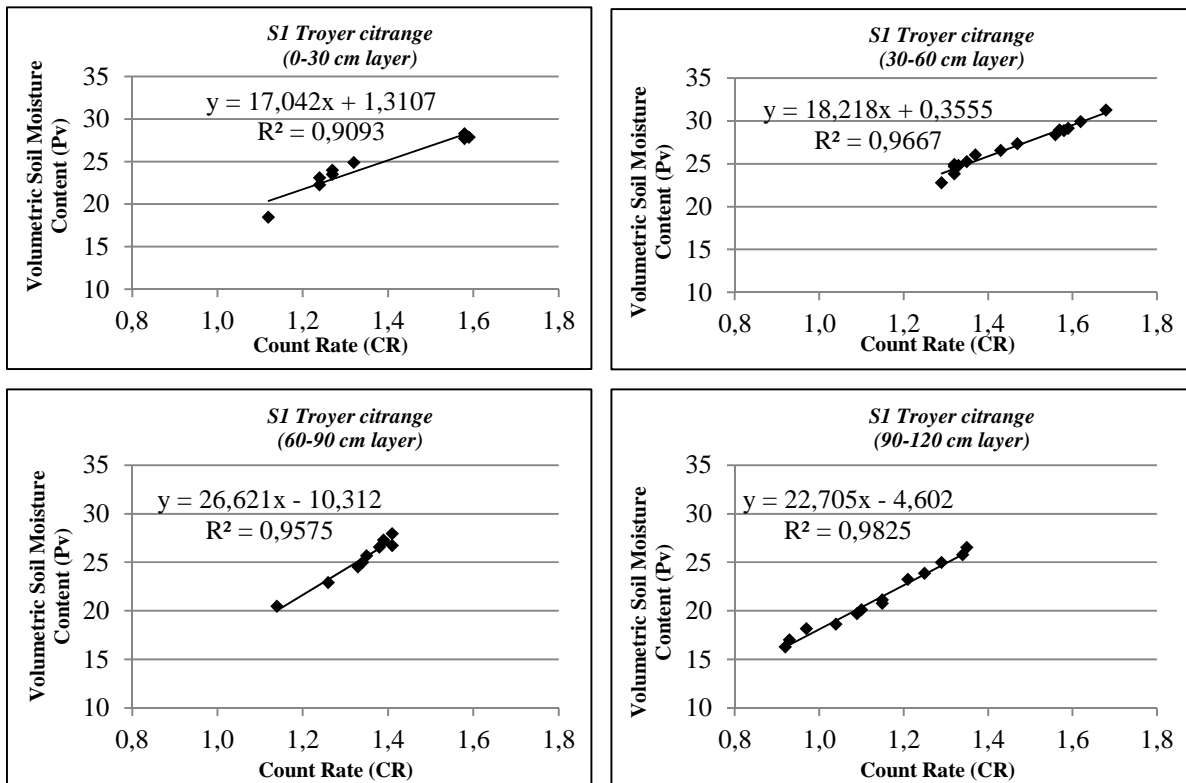 S1 Troyer citrange
(0-30 cm layer)
y = 17,042x + 1,3107
R² = 0,9093
35
30
25
20
15
10
0,8 1,0 1,2 1,4 1,6 1,8
Volumetric Soil Moisture
Content (Pv)
Count Rate (CR)
S1 Troyer citrange
(30-60 cm layer)
y = 18,218x + 0,3555
R² = 0,9667
35
30
25
20
15
10
0,8 1,0 1,2 1,4 1,6 1,8
Volumetric Soil Moisture
Content (Pv)
Count Rate (CR)
S1 Troyer citrange
(60-90 cm layer)
y = 26,621x - 10,312
R² = 0,9575
35
30
25
20
15
10
0,8 1,0 1,2 1,4 1,6 1,8
Volumetric Soil Moisture
Content (Pv)
Count Rate (CR)
S1 Troyer citrange
(90-120 cm layer)
y = 22,705x - 4,602
R² = 0,9825
35
30
25
20
15
10
0,8 1,0 1,2 1,4 1,6 1,8
Volumetric Soil Moisture
Content (Pv)
Count Rate (CR)